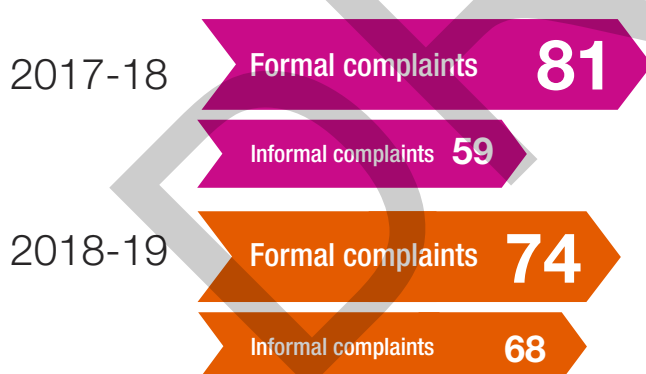 2017-18
Formal complaints 81
Informal complaints 59
2018-19
Formal complaints 74
Informal complaints 68